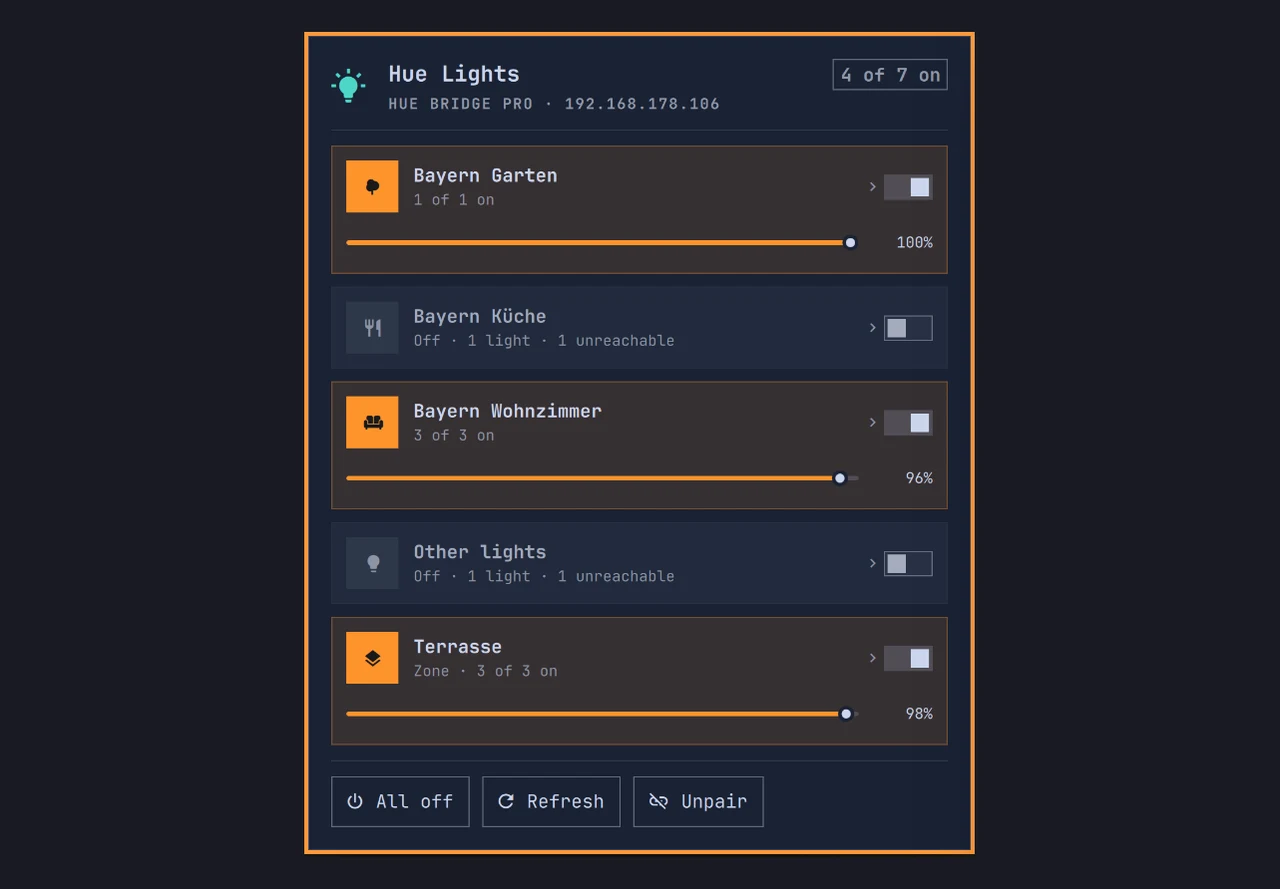 Hue Lights
4 of 7 on
HUE BRIDGE PRO · 192.168.178.106
Bayern Garten
1 of 1 on
100%
Bayern Küche
Off · 1 light · 1 unreachable
Bayern Wohnzimmer
3 of 3 on
96%
Other lights
Off · 1 light · 1 unreachable
Terrasse
Zone · 3 of 3 on
98%
All off
Refresh
Unpair